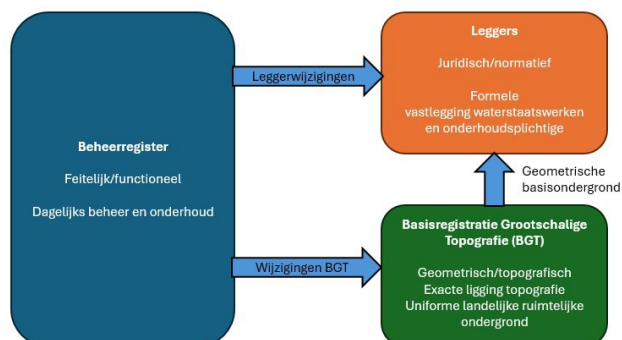 Beheerregister
Feitelijk/functioneel
Dagelijks beheer en onderhoud
Leggerwijzigingen
Leggers
Juridisch/normatief
Formele
vastlegging waterstaatswerken
en onderhoudsplichtige
Geometrische
basisondergrond
Wijzigingen BGT
Basisregistratie Grootschalige
Topografie (BGT)
Geometrisch/topografisch
Exacte ligging topografie
Uniforme landelijke ruimtelijke
ondergrond